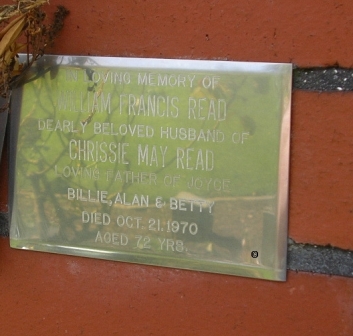 IN LOVING MEMORY OF
WILLIAM FRANCIS READ
DEARLY BELOVED HUSBAND OF
CHRISSIE MAY READ
LOVING FATHER OF JOYCE
BILLIE, ALAN & BETTY
DIED OCT. 21. 1970
AGED 72 YRS.